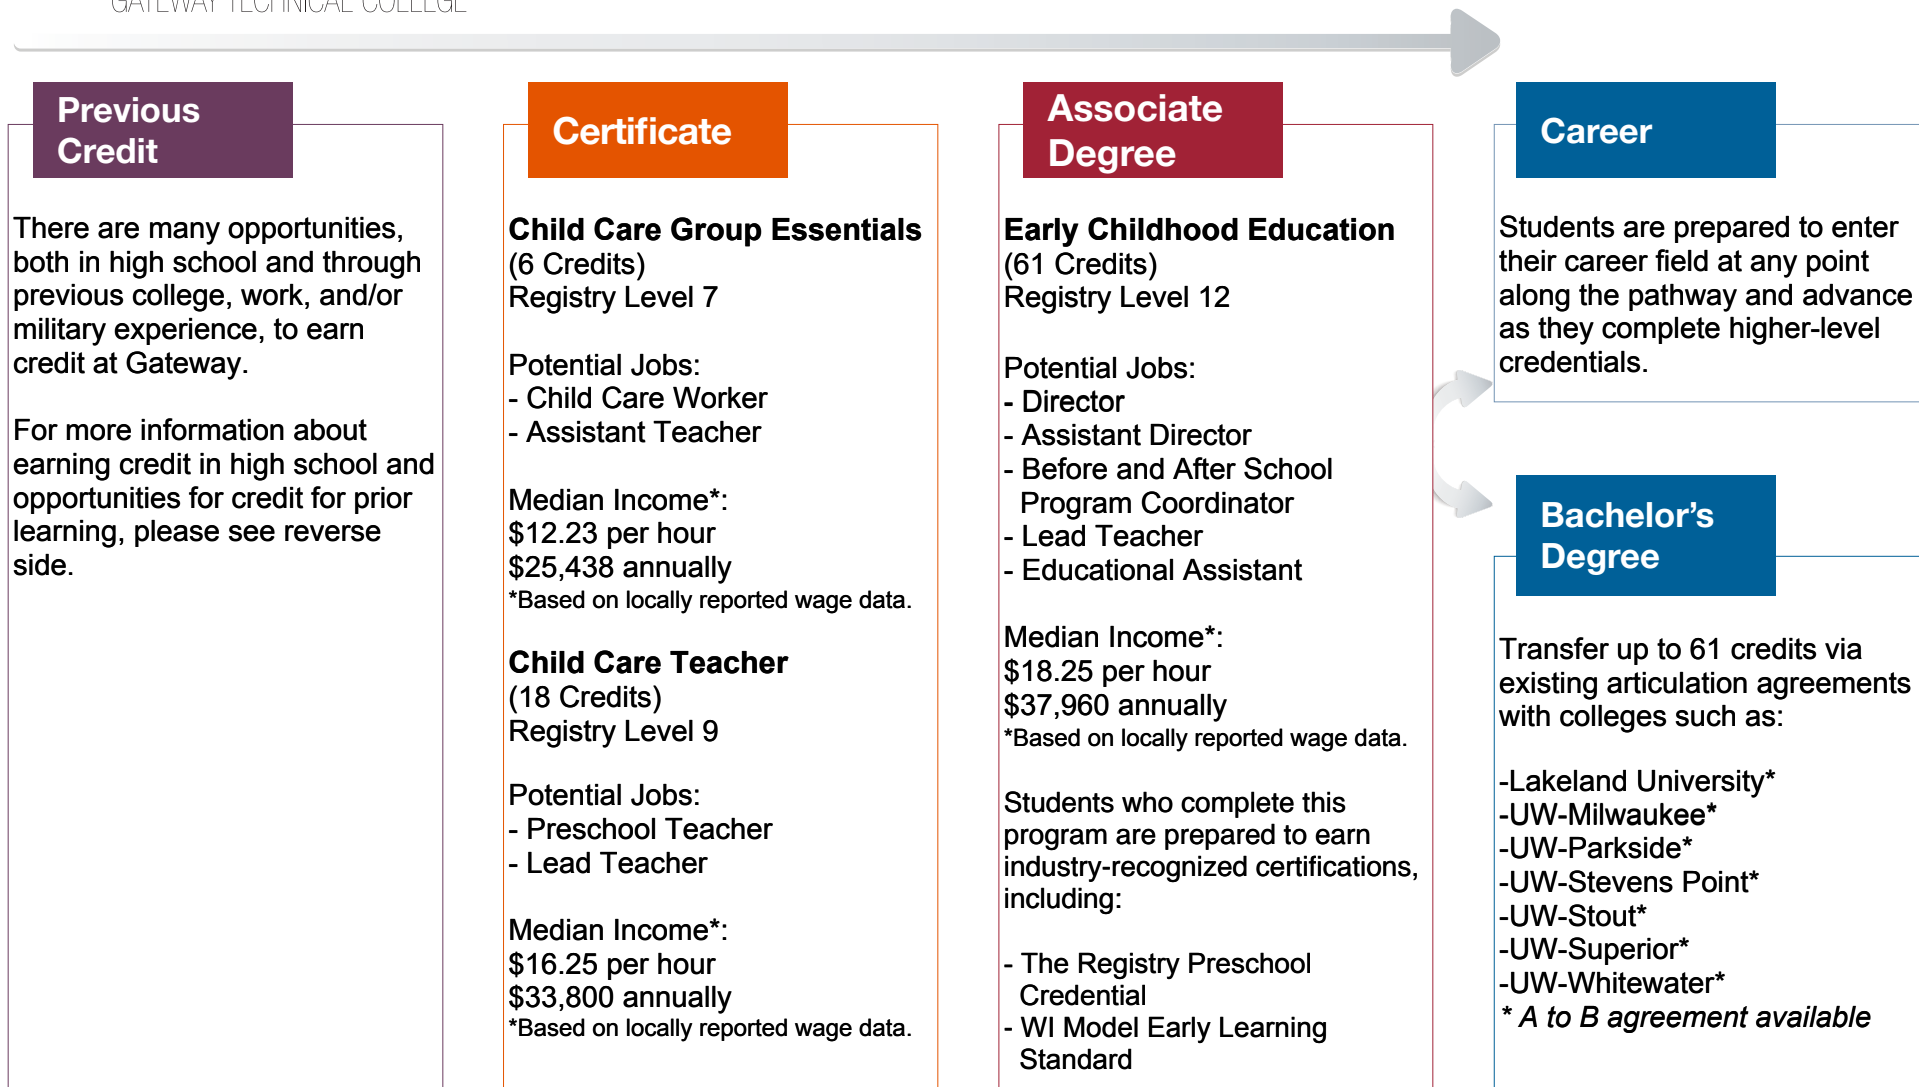 GATEWAY TECHNICAL COLLEGE
Previous
Credit
There are many opportunities,
both in high school and through
previous college, work, and/or
military experience, to earn
credit at Gateway.
For more information about
earning credit in high school and
opportunities for credit for prior
learning, please see reverse
side.
Certificate
Child Care Group Essentials
(6 Credits)
Registry Level 7
Potential Jobs:
- Child Care Worker
- Assistant Teacher
Median Income*:
$12.23 per hour
$25,438 annually
*Based on locally reported wage data.
Child Care Teacher
(18 Credits)
Registry Level 9
Potential Jobs:
- Preschool Teacher
- Lead Teacher
Median Income*:
$16.25 per hour
$33,800 annually
*Based on locally reported wage data.
Associate
Degree
Early Childhood Education
(61 Credits)
Registry Level 12
Potential Jobs:
- Director
- Assistant Director
- Before and After School
Program Coordinator
- Lead Teacher
- Educational Assistant
Median Income*:
$18.25 per hour
$37,960 annually
*Based on locally reported wage data.
Students who complete this
program are prepared to earn
industry-recognized certifications,
including:
- The Registry Preschool
Credential
- WI Model Early Learning
Standard
Career
Students are prepared to enter
their career field at any point
along the pathway and advance
as they complete higher-level
credentials.
Bachelor’s
Degree
Transfer up to 61 credits via
existing articulation agreements
with colleges such as:
-Lakeland University*
-UW-Milwaukee*
-UW-Parkside*
-UW-Stevens Point*
-UW-Stout*
-UW-Superior*
-UW-Whitewater*
* A to B agreement available